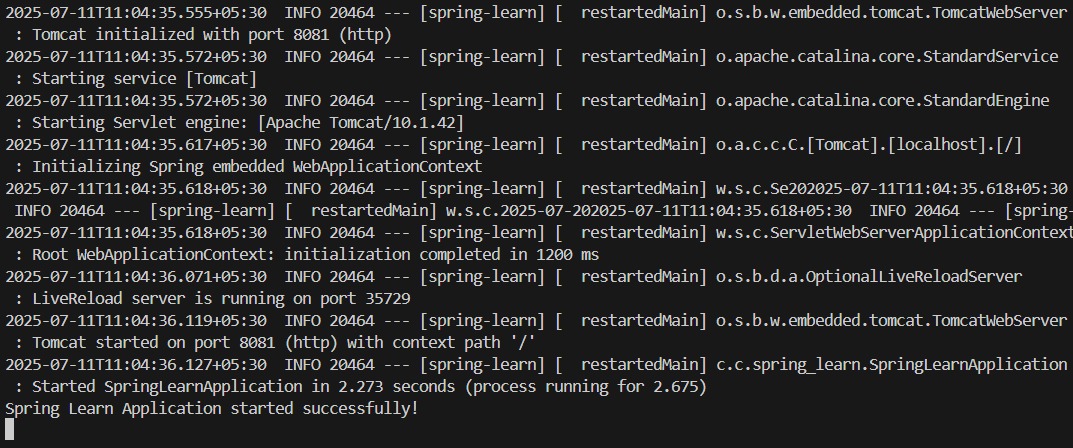 2025-07-11T11:04:35.555+05:30  INFO 20464 --- [spring-learn] [  restartedMain] o.s.b.w.embedded.tomcat.TomcatWebServer
 : Tomcat initialized with port 8081 (http)
2025-07-11T11:04:35.572+05:30  INFO 20464 --- [spring-learn] [  restartedMain] o.apache.catalina.core.StandardService
 : Starting service [Tomcat]
2025-07-11T11:04:35.572+05:30  INFO 20464 --- [spring-learn] [  restartedMain] o.apache.catalina.core.StandardEngine
 : Starting Servlet engine: [Apache Tomcat/10.1.42]
2025-07-11T11:04:35.617+05:30  INFO 20464 --- [spring-learn] [  restartedMain] o.a.c.c.C.[Tomcat].[localhost].[/]
 : Initializing Spring embedded WebApplicationContext
2025-07-11T11:04:35.618+05:30  INFO 20464 --- [spring-learn] [  restartedMain] w.s.c.Se202025-07-11T11:04:35.618+05:30
 INFO 20464 --- [spring-learn] [  restartedMain] w.s.c.2025-07-202025-07-11T11:04:35.618+05:30  INFO 20464 --- [spring-
2025-07-11T11:04:35.618+05:30  INFO 20464 --- [spring-learn] [  restartedMain] w.s.c.ServletWebServerApplicationContext
 : Root WebApplicationContext: initialization completed in 1200 ms
2025-07-11T11:04:36.071+05:30  INFO 20464 --- [spring-learn] [  restartedMain] o.s.b.d.a.OptionalLiveReloadServer
 : LiveReload server is running on port 35729
2025-07-11T11:04:36.119+05:30  INFO 20464 --- [spring-learn] [  restartedMain] o.s.b.w.embedded.tomcat.TomcatWebServer
 : Tomcat started on port 8081 (http) with context path '/'
2025-07-11T11:04:36.127+05:30  INFO 20464 --- [spring-learn] [  restartedMain] c.c.spring_learn.SpringLearnApplication
 : Started SpringLearnApplication in 2.273 seconds (process running for 2.675)
Spring Learn Application started successfully!